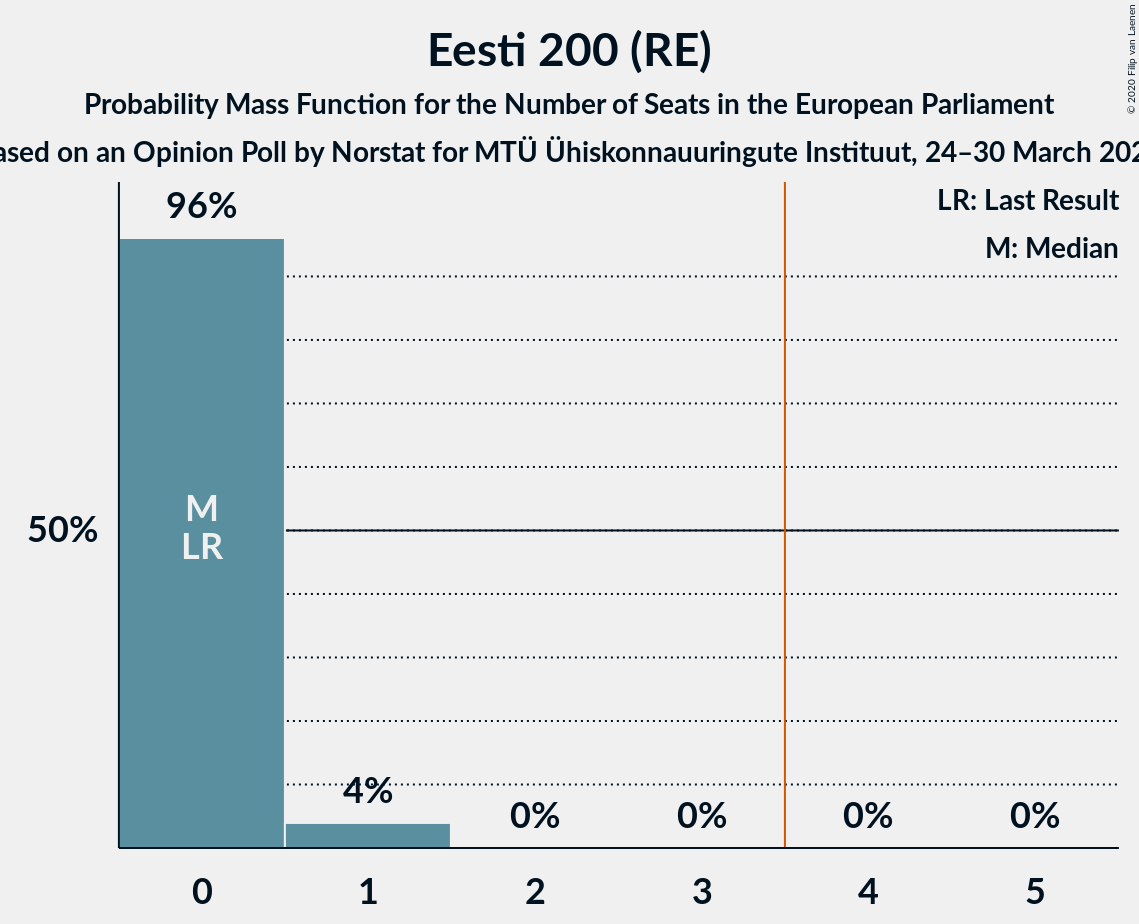 Eesti 200 (RE)
Probability Mass Function for the Number of Seats in the European Parliament
ased on an Opinion Poll by Norstat for MTÜ Ühiskonnauuringute Instituut, 24–30 March 202
© 2020 Filip van Laenen
LR: Last Result
M: Median
96%
M
LR
50%
4%
0%
0%
0%
0%
0
1
2
3
4
5